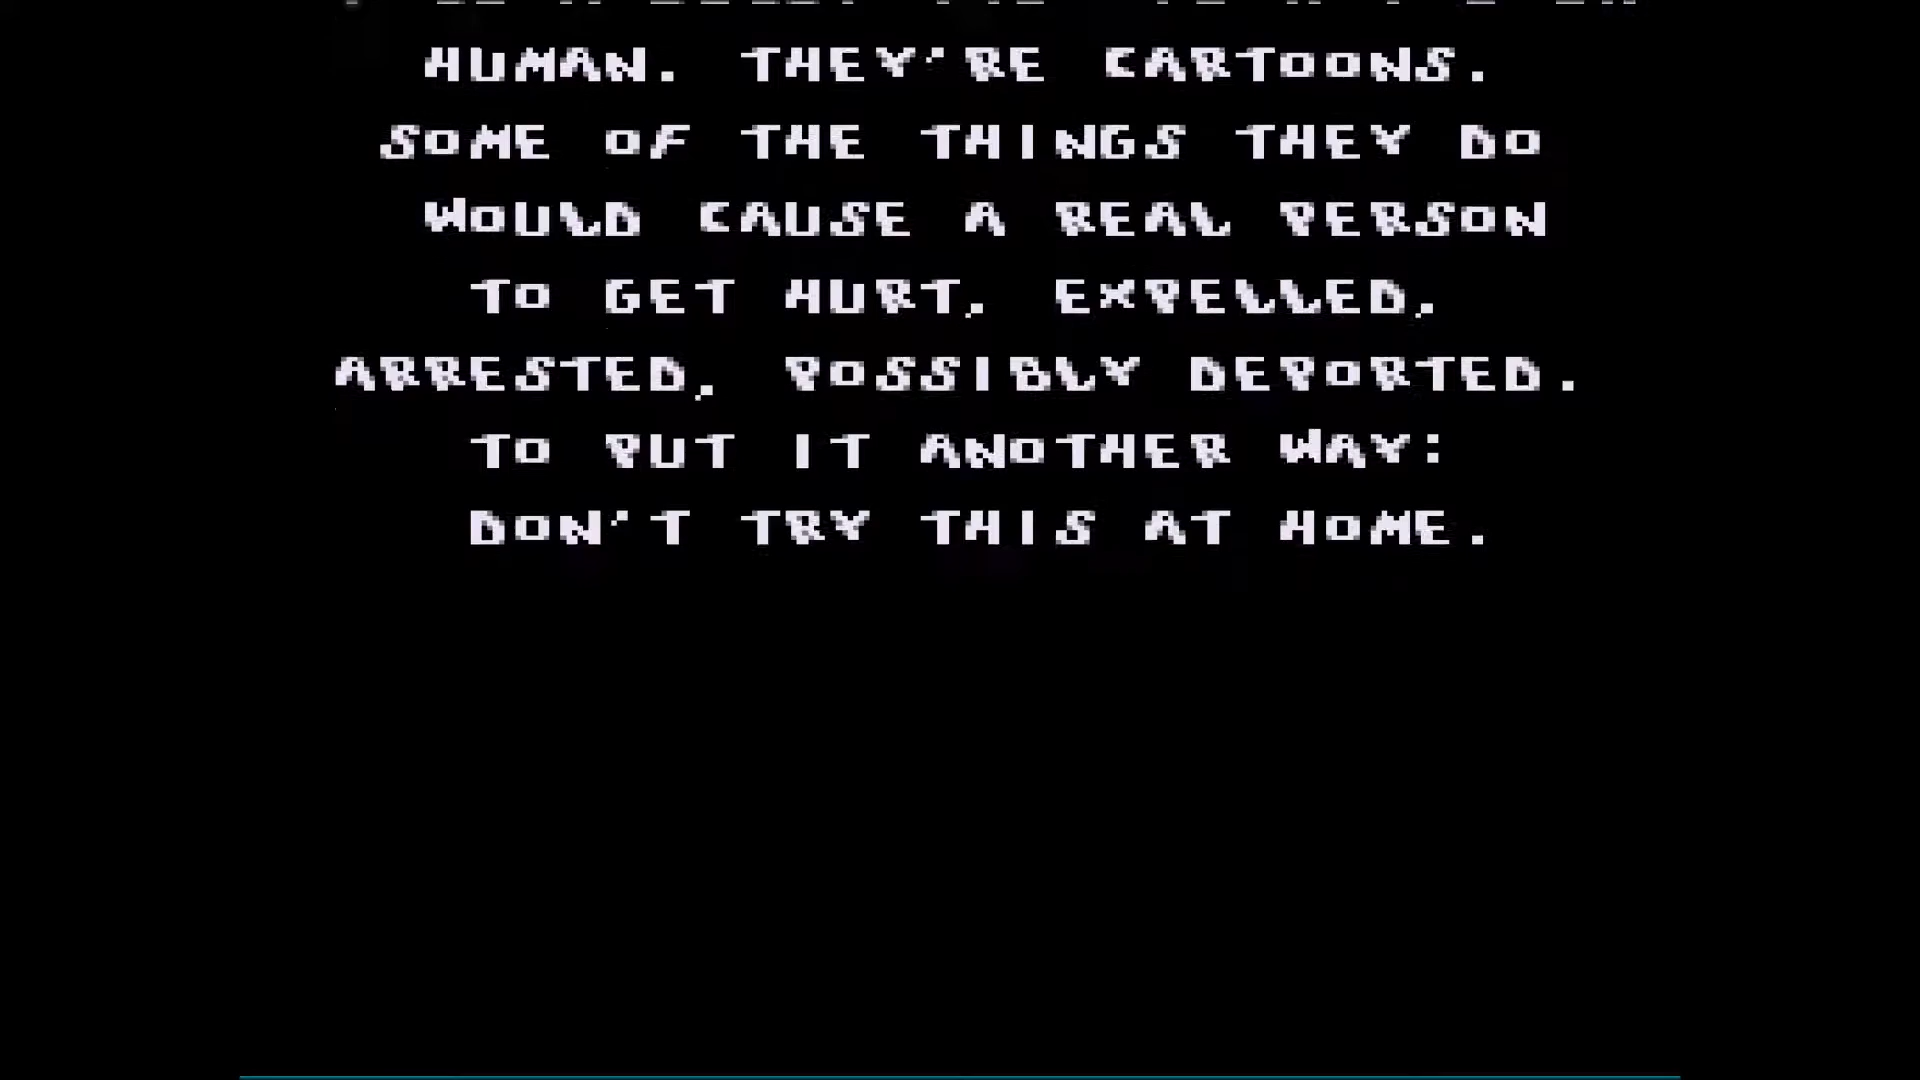 HUMAN. THEY'RE CARTOONS.
SOME OF THE THINGS THEY DO
WOULD CAUSE A REAL PERSON
TO GET HURT, EXPELLED,
ARRESTED, POSSIBLY DEPORTED.
TO PUT IT ANOTHER WAY:
DON'T TRY THIS AT HOME.